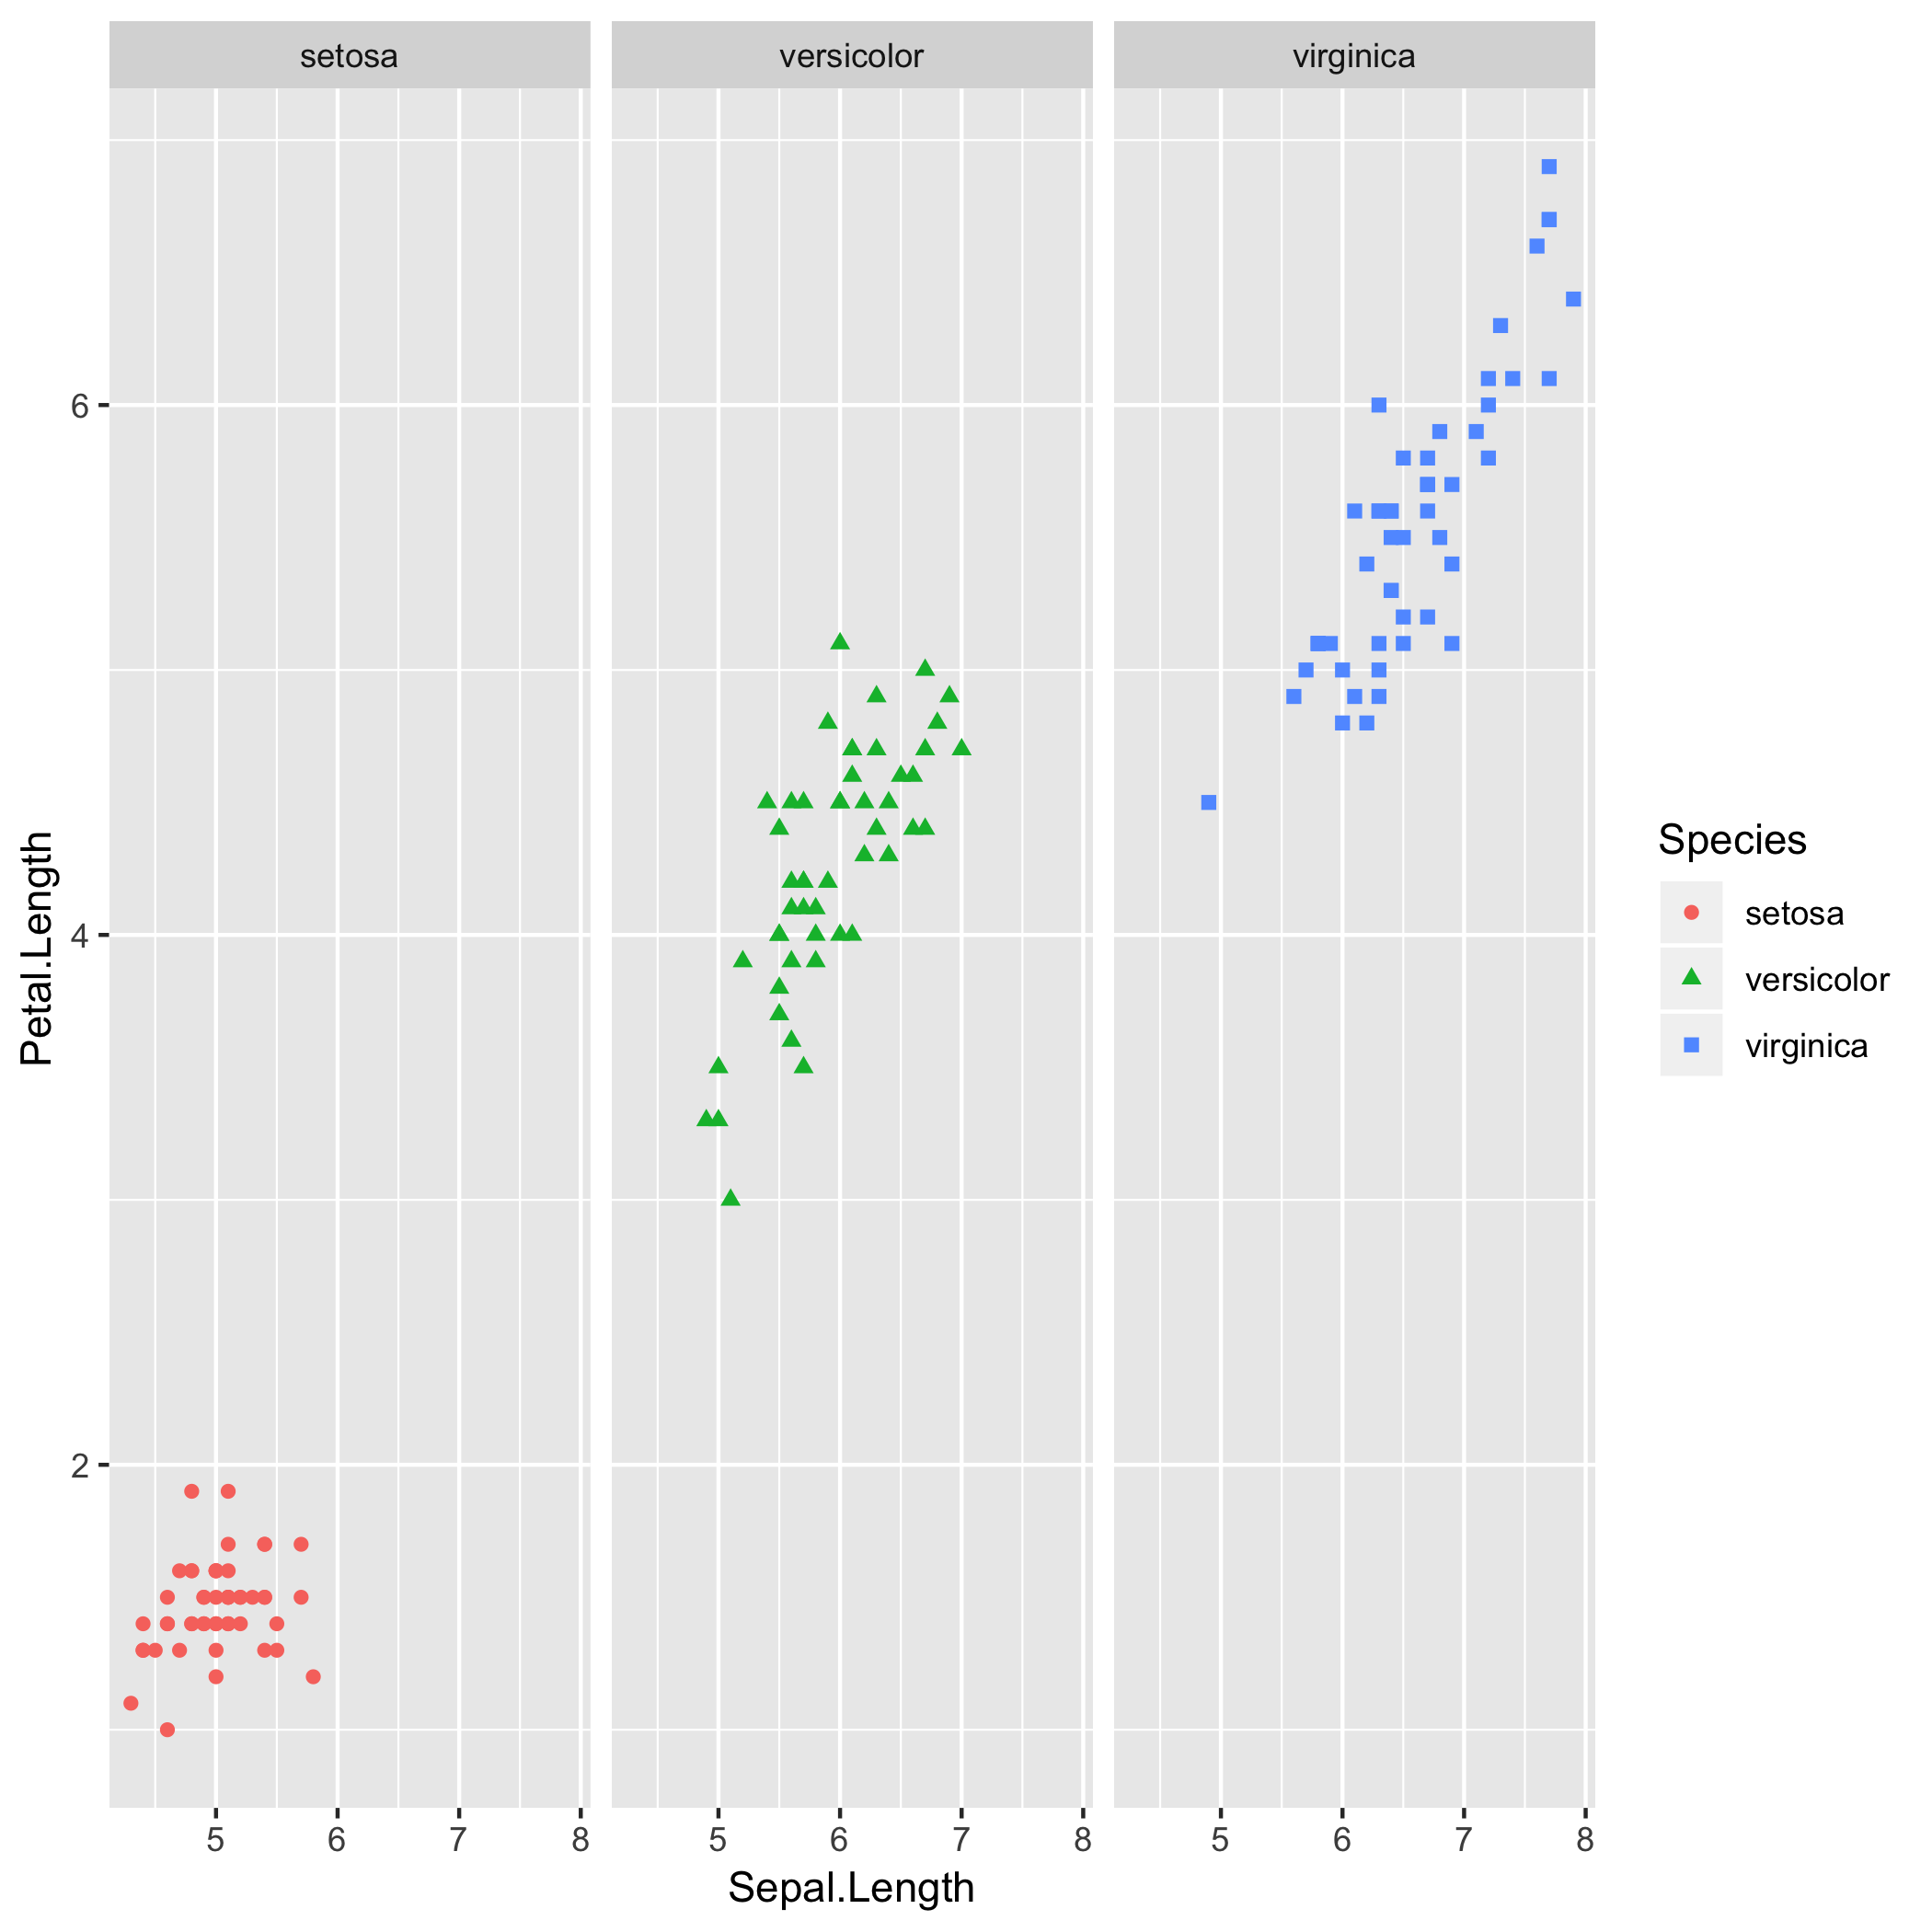 setosa
versicolor
virginica
Petal.Length
6
4
2
5 6 7 8
5 6 7 8
5 6 7 8
Sepal.Length
Species
setosa
versicolor
virginica